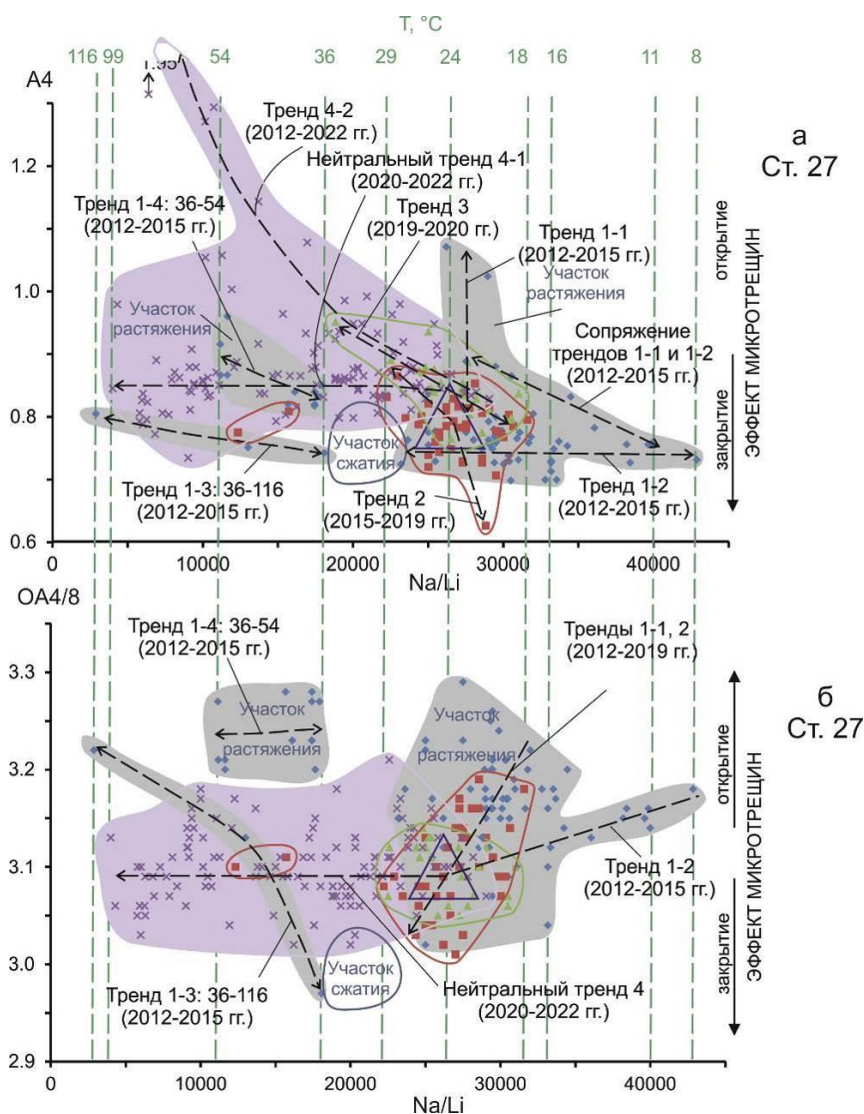 T, °C
116 99 54 36 29 24 18 16 11 8
A4
1.95
а
Ст. 27
Тренд 4-2
(2012-2022 гг.)
Нейтральный тренд 4-1
(2020-2022 гг.)
Тренд 1-4: 36-54
(2012-2015 гг.)
Тренд 3
(2019-2020 гг.)
Тренд 1-1
(2012-2015 гг.)
Участок
растяжения
Участок
растяжения
Сопряжение
трендов 1-1 и 1-2
(2012-2015 гг.)
открытие
закрытие
ЭФФЕКТ МИКРОТРЕЩИН
Участок
сжатия
Тренд 1-3: 36-116
(2012-2015 гг.)
Тренд 2
(2015-2019 гг.)
Тренд 1-2
(2012-2015 гг.)
1.2
1.0
0.8
0.6
0 10000 20000 30000 40000
Na/Li
OA4/8
б
Ст. 27
Тренд 1-4: 36-54
(2012-2015 гг.)
Тренды 1-1, 2
(2012-2019 гг.)
Участок
растяжения
Участок
растяжения
открытие
закрытие
ЭФФЕКТ МИКРОТРЕЩИН
Тренд 1-2
(2012-2015 гг.)
Участок
сжатия
Тренд 1-3: 36-116
(2012-2015 гг.)
Нейтральный тренд 4
(2020-2022 гг.)
3.3
3.2
3.1
3.0
2.9
0 10000 20000 30000 40000
Na/Li